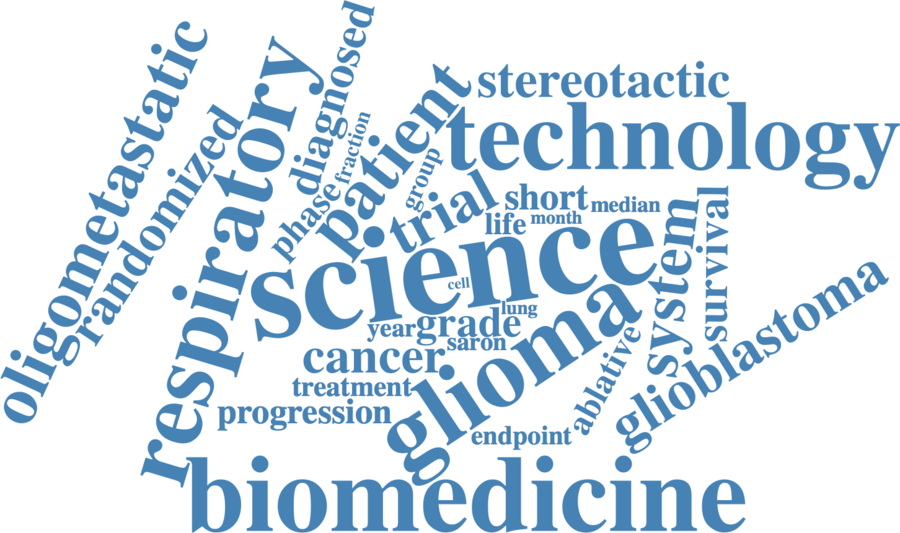 oligometastatic
randomized
respiratory
diagnosed
phase
fraction
patient
group
stereotactic
technology
trial
short
median
life
month
science
cell
lung
system
survival
year
grade
saron
cancer
treatment
progression
glioma
ablative
glioblastoma
endpoint
biomedicine